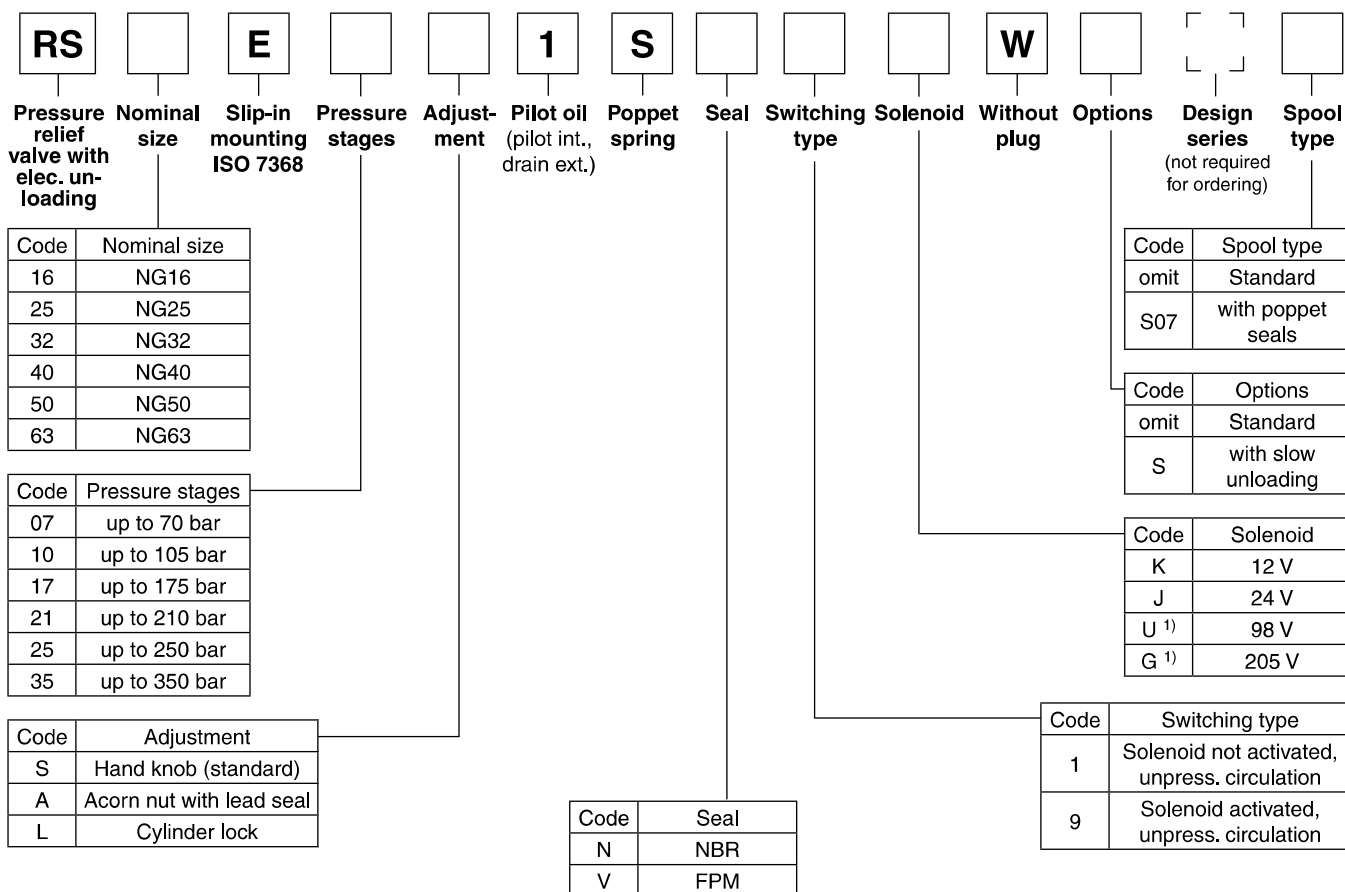 RS E 1 S W
Pressure relief valve with elec. un-loading
Nominal size
Slip-in mounting ISO 7368
Pressure stages
Adjust-ment
Pilot oil (pilot int., drain ext.)
Poppet spring
Seal
Switching type
Solenoid
Without plug
Options
Design series (not required for ordering)
Spool type
Code Nominal size
16 NG16
25 NG25
32 NG32
40 NG40
50 NG50
63 NG63
Code Pressure stages
07 up to 70 bar
10 up to 105 bar
17 up to 175 bar
21 up to 210 bar
25 up to 250 bar
35 up to 350 bar
Code Adjustment
S Hand knob (standard)
A Acorn nut with lead seal
L Cylinder lock
Code Seal
N NBR
V FPM
Code Spool type
omit Standard
S07 with poppet seals
Code Options
omit Standard
S with slow unloading
Code Solenoid
K 12 V
J 24 V
U 1) 98 V
G 1) 205 V
Code Switching type
1 Solenoid not activated, unpress. circulation
9 Solenoid activated, unpress. circulation